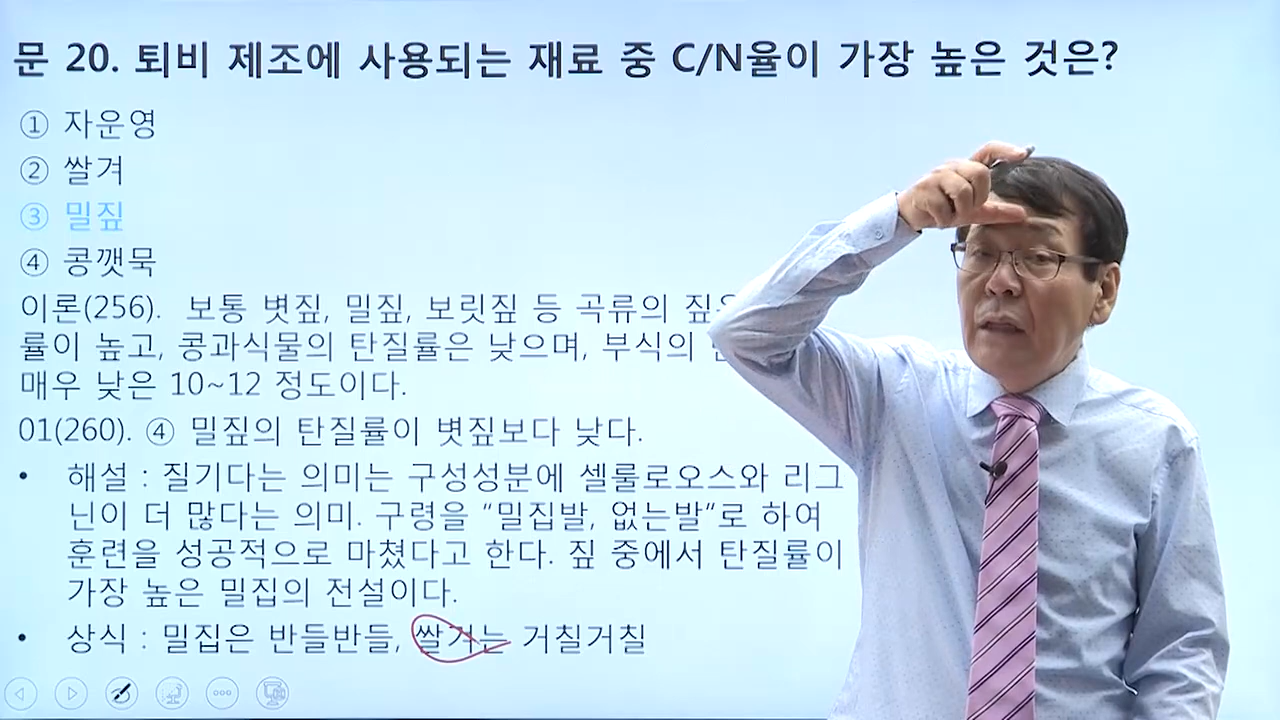 문 20. 퇴비 제조에 사용되는 재료 중 C/N율이 가장 높은 것은?
① 자운영
② 쌀겨
③ 밀짚
④ 콩깻묵
이론(256). 보통 볏짚, 밀짚, 보릿짚 등 곡류의 짚은
률이 높고, 콩과식물의 탄질률은 낮으며, 부식의
매우 낮은 10~12 정도이다.
01(260). ④ 밀짚의 탄질률이 볏짚보다 낮다.
• 해설 : 질기다는 의미는 구성성분에 셀룰로오스와 리그
닌이 더 많다는 의미. 구령을 “밀집발, 없는발”로 하여
훈련을 성공적으로 마쳤다고 한다. 짚 중에서 탄질률이
가장 높은 밀집의 전설이다.
• 상식 : 밀집은 반들반들, 쌀겨는 거칠거칠